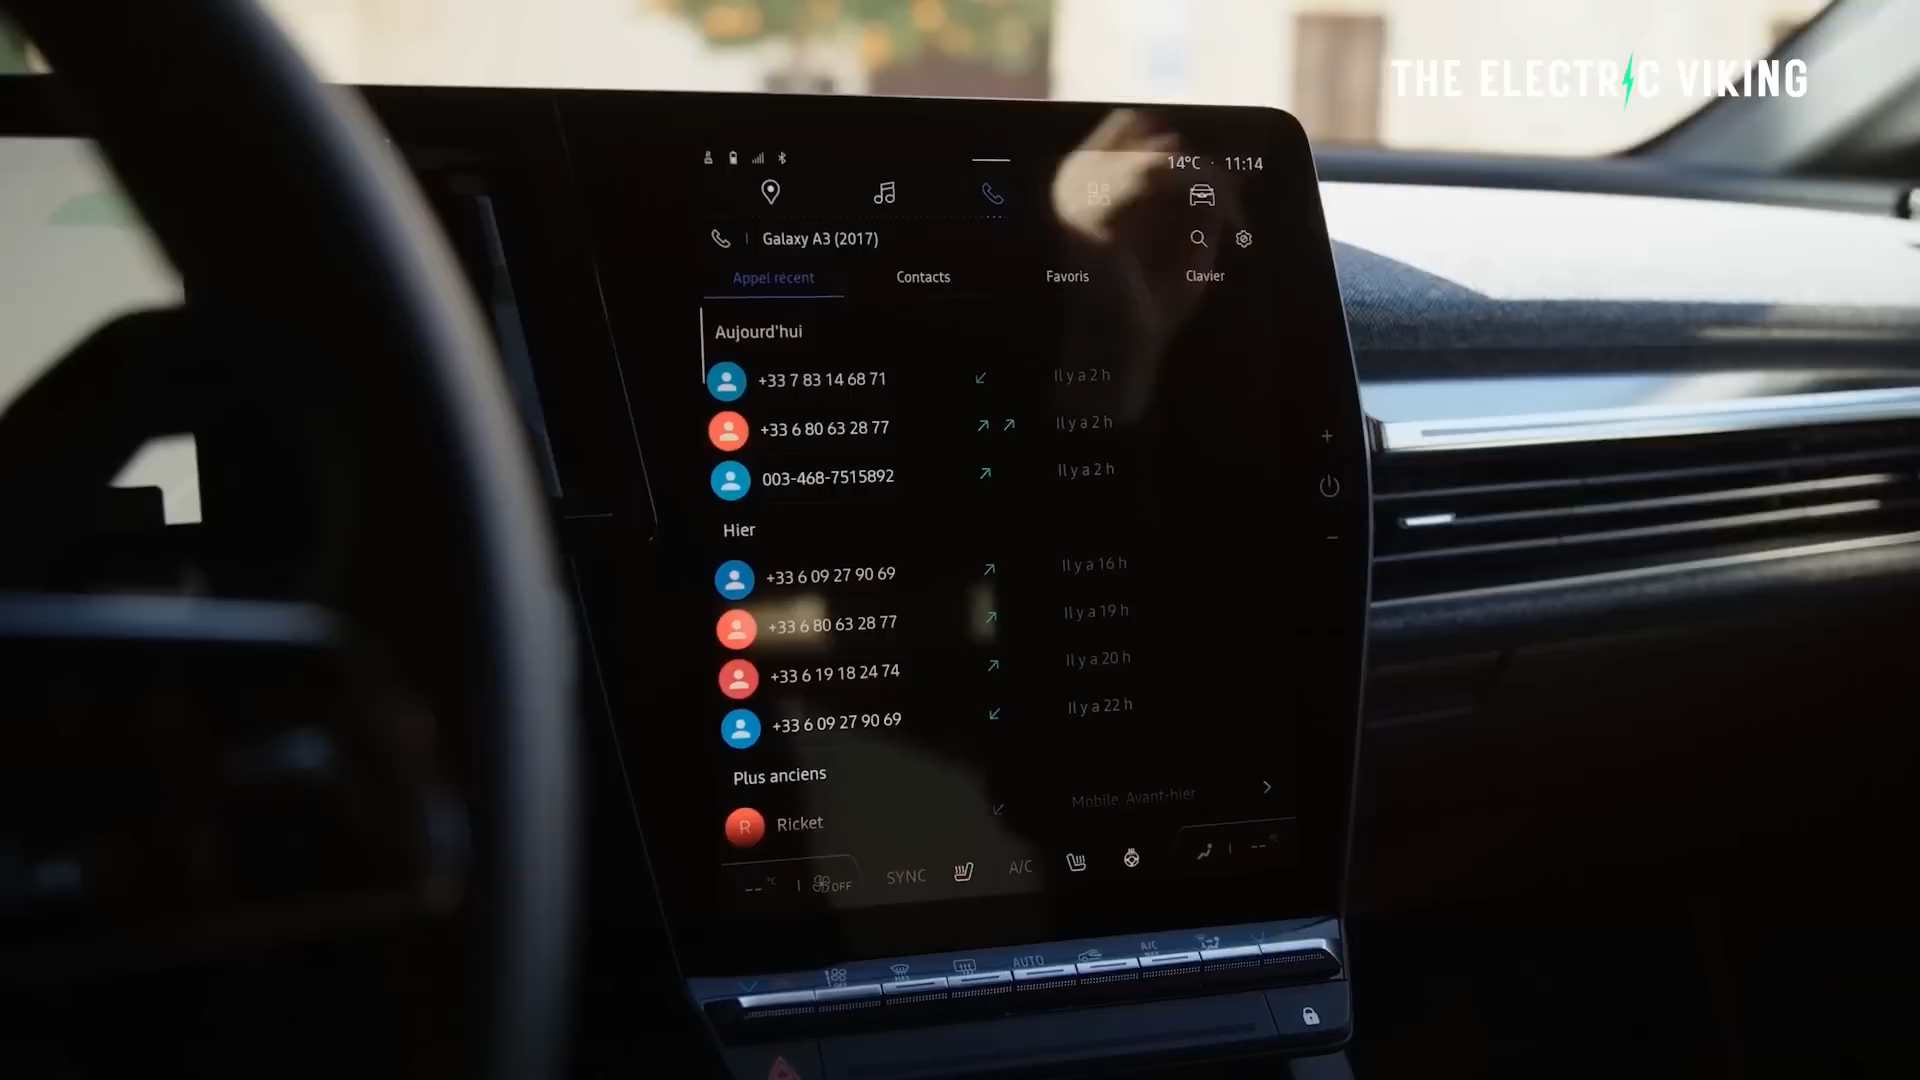 THE ELECTRIC VIKING
14°C · 11:14
Galaxy A3 (2017)
Appel récent Contacts Favoris Clavier
Aujourd'hui
+33 7 83 14 68 71 Il y a 2 h
+33 6 80 63 28 77 Il y a 2 h
003-468-7515892 Il y a 2 h
Hier
+33 6 09 27 90 69 Il y a 16 h
+33 6 80 63 28 77 Il y a 19 h
+33 6 19 18 24 74 Il y a 20 h
+33 6 09 27 90 69 Il y a 22 h
Plus anciens
R Ricket Mobile, Avant-hier
-- °C OFF SYNC A/C -- °C
AUTO A/C